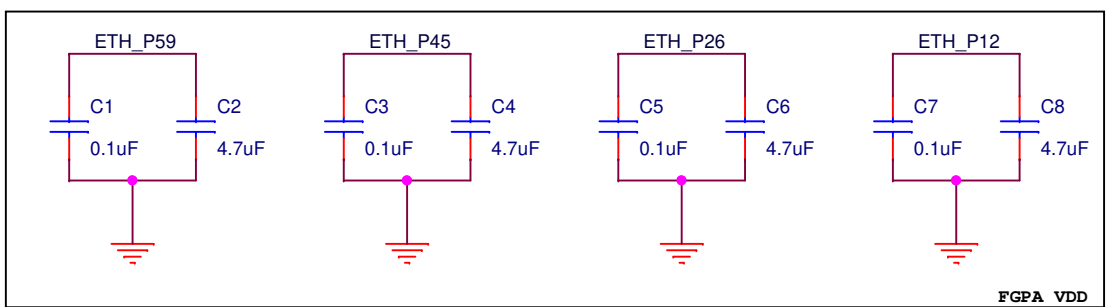 ETH_P59 ETH_P45 ETH_P26 ETH_P12
C1 C2 C3 C4 C5 C6 C7 C8
0.1uF 4.7uF 0.1uF 4.7uF 0.1uF 4.7uF 0.1uF 4.7uF
FGPA VDD